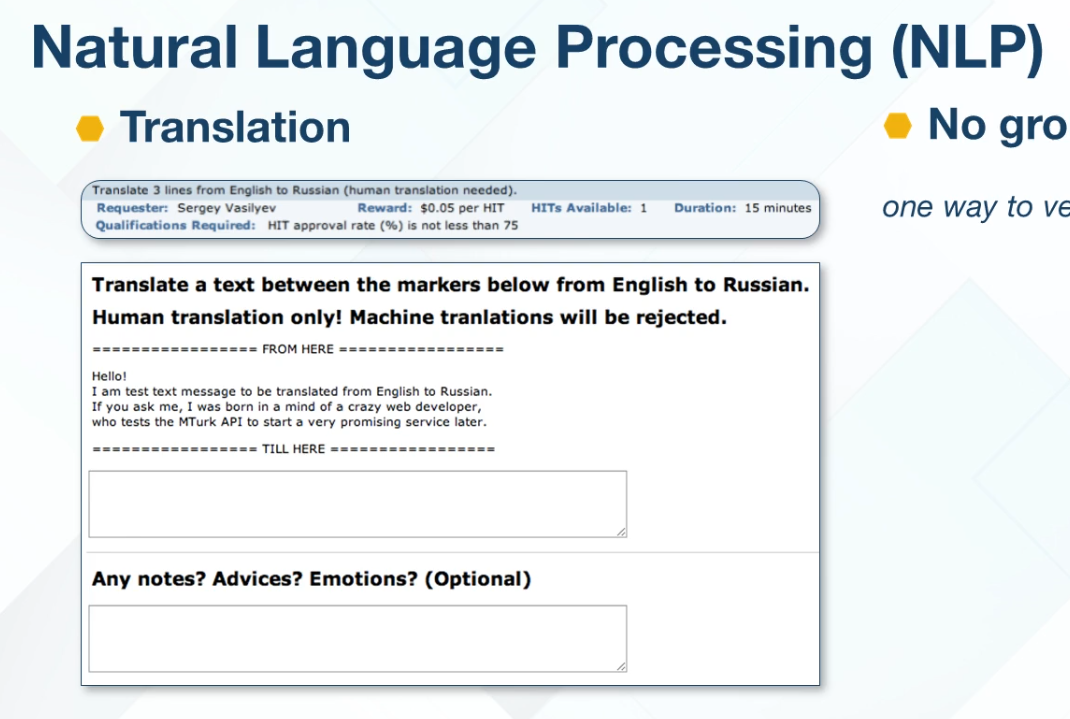 Natural Language Processing (NLP)
Translation
Translate 3 lines from English to Russian (human translation needed).
Requester: Sergey Vasilyev Reward: $0.05 per HIT HITs Available: 1 Duration: 15 minutes
Qualifications Required: HIT approval rate (%) is not less than 75
Translate a text between the markers below from English to Russian.
Human translation only! Machine tranlations will be rejected.
================= FROM HERE =================
Hello!
I am test text message to be translated from English to Russian.
If you ask me, I was born in a mind of a crazy web developer,
who tests the MTurk API to start a very promising service later.
================= TILL HERE =================
Any notes? Advices? Emotions? (Optional)
No gro
one way to ve